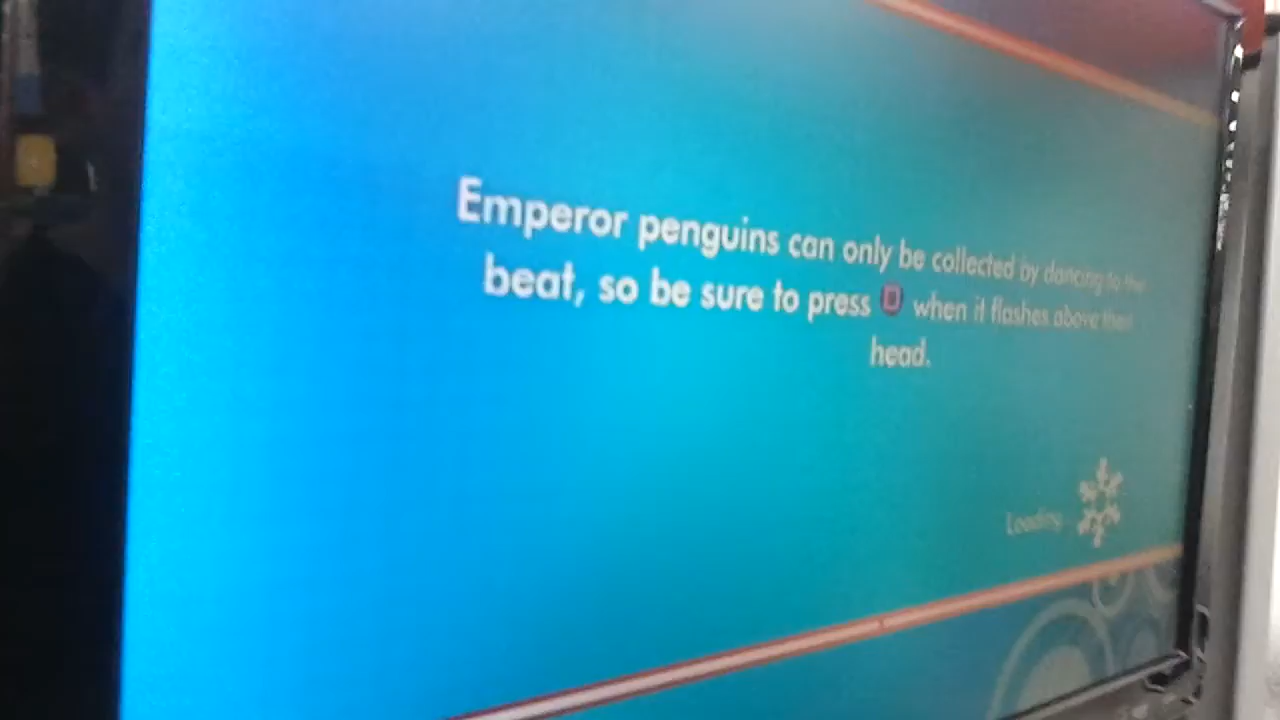 Emperor penguins can only be collected by dancing to the
beat, so be sure to press when it flashes above their
head.
Loading